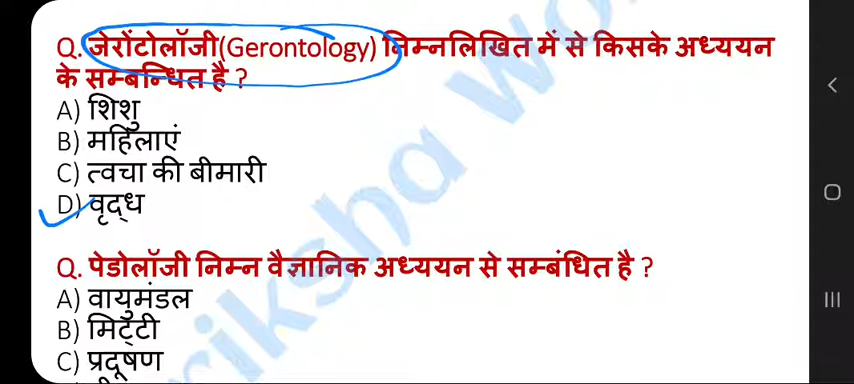 Q. जेरोंटोलॉजी(Gerontology) निम्नलिखित में से किसके अध्ययन
के सम्बन्धित है ?
A) शिशु
B) महिलाएं
C) त्वचा की बीमारी
D) वृद्ध
Q. पेडोलॉजी निम्न वैज्ञानिक अध्ययन से सम्बंधित है ?
A) वायुमंडल
B) मिट्टी
C) प्रदूषण